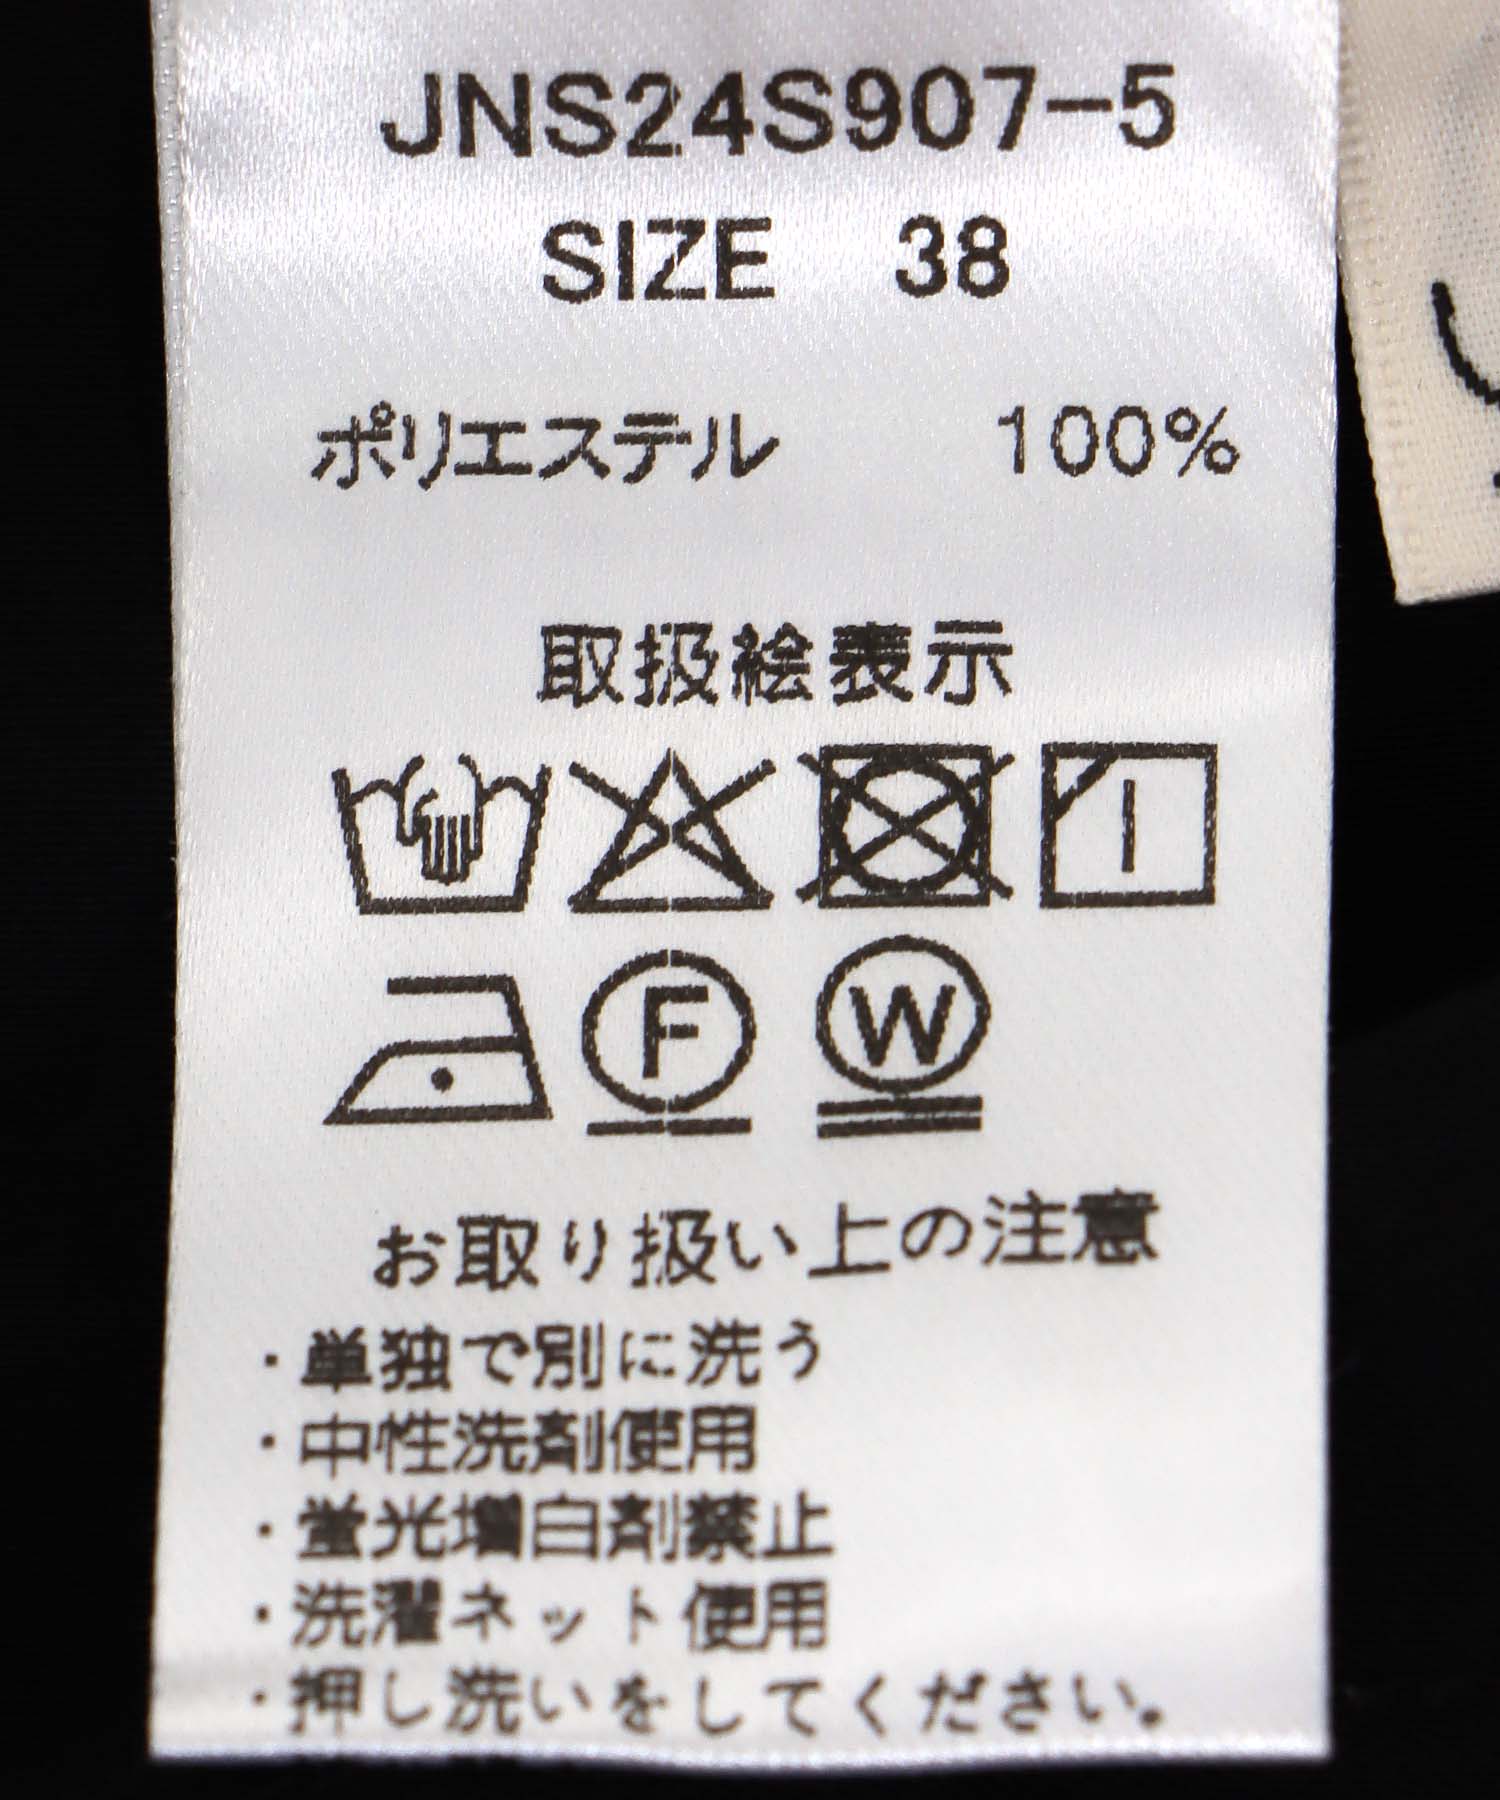 JNS24S907-5
SIZE 38
ポリエステル 100%
取扱絵表示
F W
お取り扱い上の注意
・単独で別に洗う
・中性洗剤使用
・蛍光増白剤禁止
・洗濯ネット使用
・押し洗いをしてください。